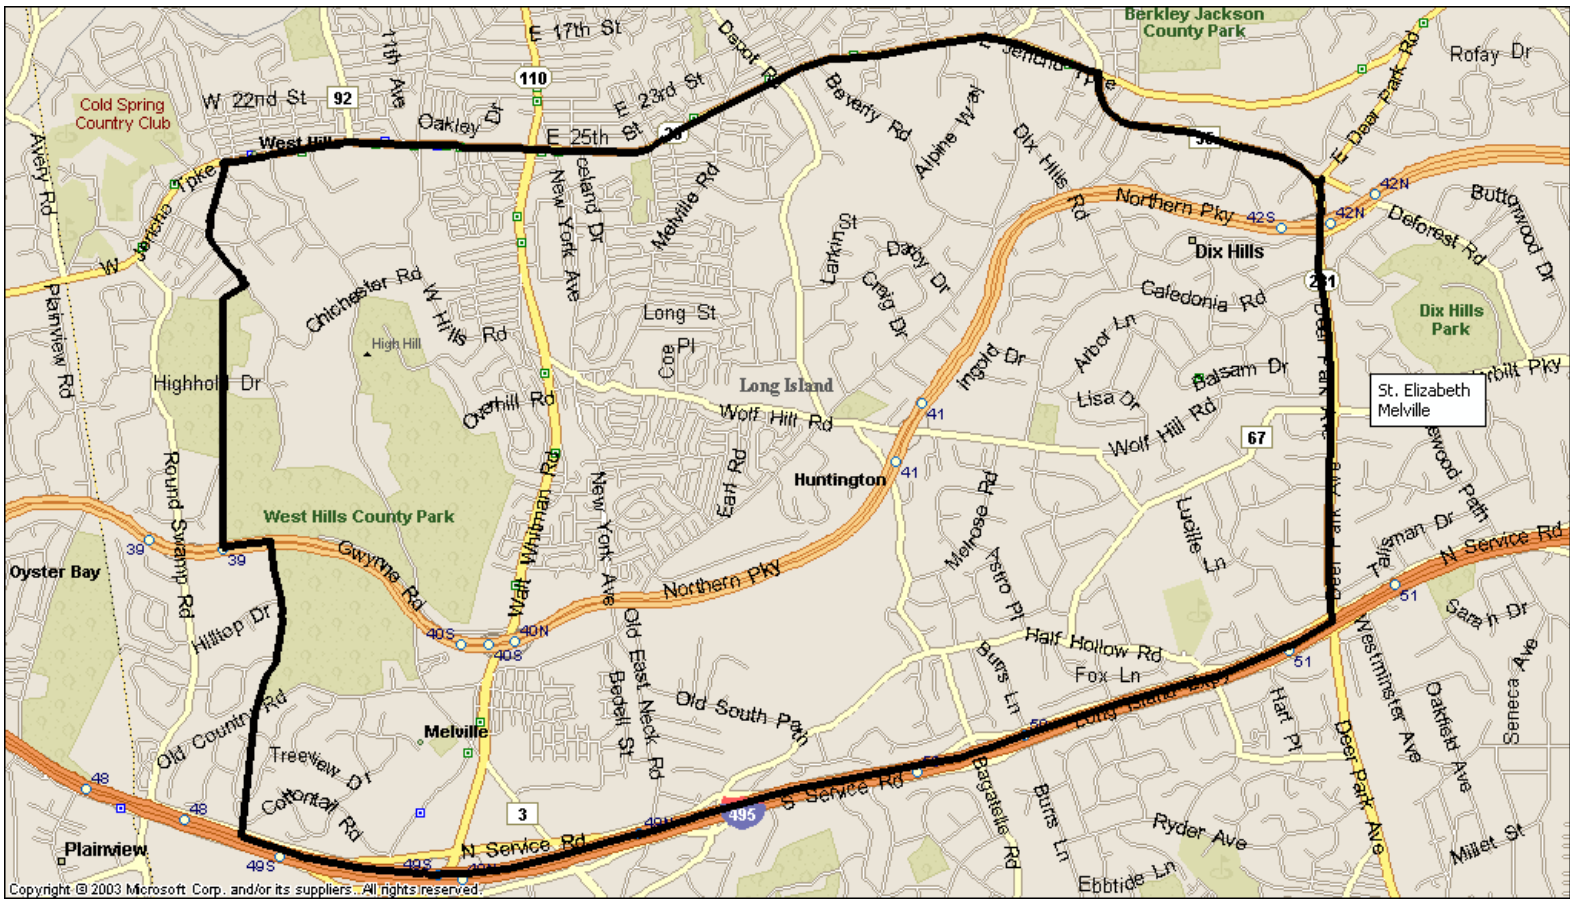 Berkley Jackson
County Park
E 17th St
Depot Rd
E Jericho Tpke
Rofay Dr
11th Ave
110
E Deer Park Rd
W 22nd St
92
23rd St
Cold Spring
Country Club
Beverly Rd
Alpine Way
Oakley Dr
E 25th St
West Hills
Dix Hills Rd
35
Avery Rd
W Jericho Tpke
Iceland Dr
New York Ave
Melville Rd
Northern Pky
42S
42N
42N
Deforest Rd
Buttonwood Dr
Larkin St
Darby Dr
Craig Dr
Dix Hills
231
Caledonia Rd
Plainview Rd
Chichester Rd
W Hills Rd
Long St
Coe Pl
High Hill
Arbor Ln
Dix Hills
Park
Highhold Dr
Long Island
Ingold Dr
Balsam Dr
Deer Park Ave
St. Elizabeth
Melville
Overhill Rd
Wolf Hill Rd
41
Lisa Dr
Wolf Hill Rd
67
41
Huntington
Round Swamp Rd
Walt Whitman Rd
New York Ave
Earl Rd
Melrose Rd
Lucille Ln
West Hills County Park
39
39
Gwynne Rd
Talisman Dr
N Service Rd
Oyster Bay
Northern Pky
Astro Pl
Deer Park Ave
51
Hilltop Dr
40S
40N
40S
Old East Neck Rd
Half Hollow Rd
51
Sarah Dr
Westminster Ave
Seneca Ave
Bedell St
Burrs Ln
Fox Ln
Old South Path
Long Island Expy
50
Hart Pl
Oakfield Ave
Old Country Rd
Melville
Treeview Dr
Deer Park Ave
48
48
Cottontail Rd
3
S Service Rd
Bagatelle Rd
Burrs Ln
495
49N
N Service Rd
Ryder Ave
Millet St
Plainview
49S
49S
Ebbtide Ln
Copyright © 2003 Microsoft Corp. and/or its suppliers. All rights reserved.